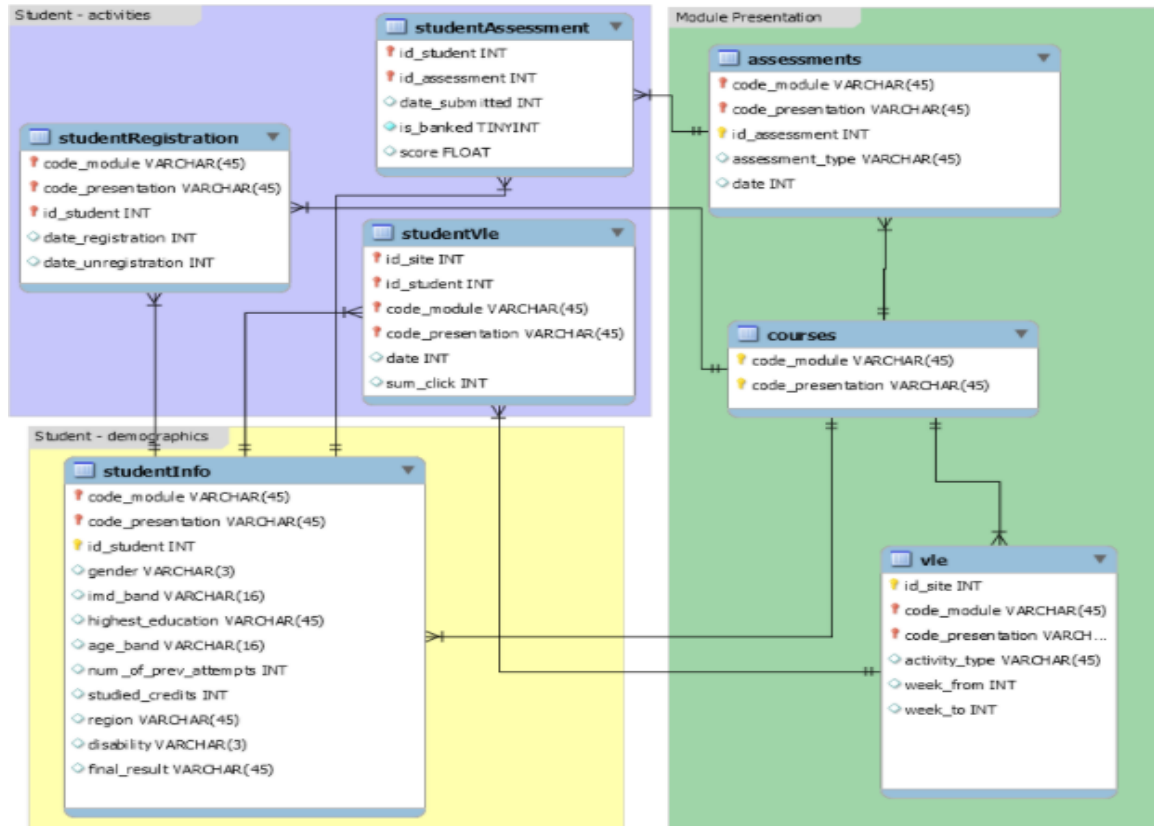 Student - activities
studentAssessment
id_student INT
id_assessment INT
date_submitted INT
is_banked TINYINT
score FLOAT
studentRegistration
code_module VARCHAR(45)
code_presentation VARCHAR(45)
id_student INT
date_registration INT
date_unregistration INT
studentVle
id_site INT
id_student INT
code_module VARCHAR(45)
code_presentation VARCHAR(45)
date INT
sum_click INT
Student - demographics
studentInfo
code_module VARCHAR(45)
code_presentation VARCHAR(45)
id_student INT
gender VARCHAR(3)
imd_band VARCHAR(16)
highest_education VARCHAR(45)
age_band VARCHAR(16)
num_of_prev_attempts INT
studied_credits INT
region VARCHAR(45)
disability VARCHAR(3)
final_result VARCHAR(45)
Module Presentation
assessments
code_module VARCHAR(45)
code_presentation VARCHAR(45)
id_assessment INT
assessment_type VARCHAR(45)
date INT
courses
code_module VARCHAR(45)
code_presentation VARCHAR(45)
vle
id_site INT
code_module VARCHAR(45)
code_presentation VARCH...
activity_type VARCHAR(45)
week_from INT
week_to INT